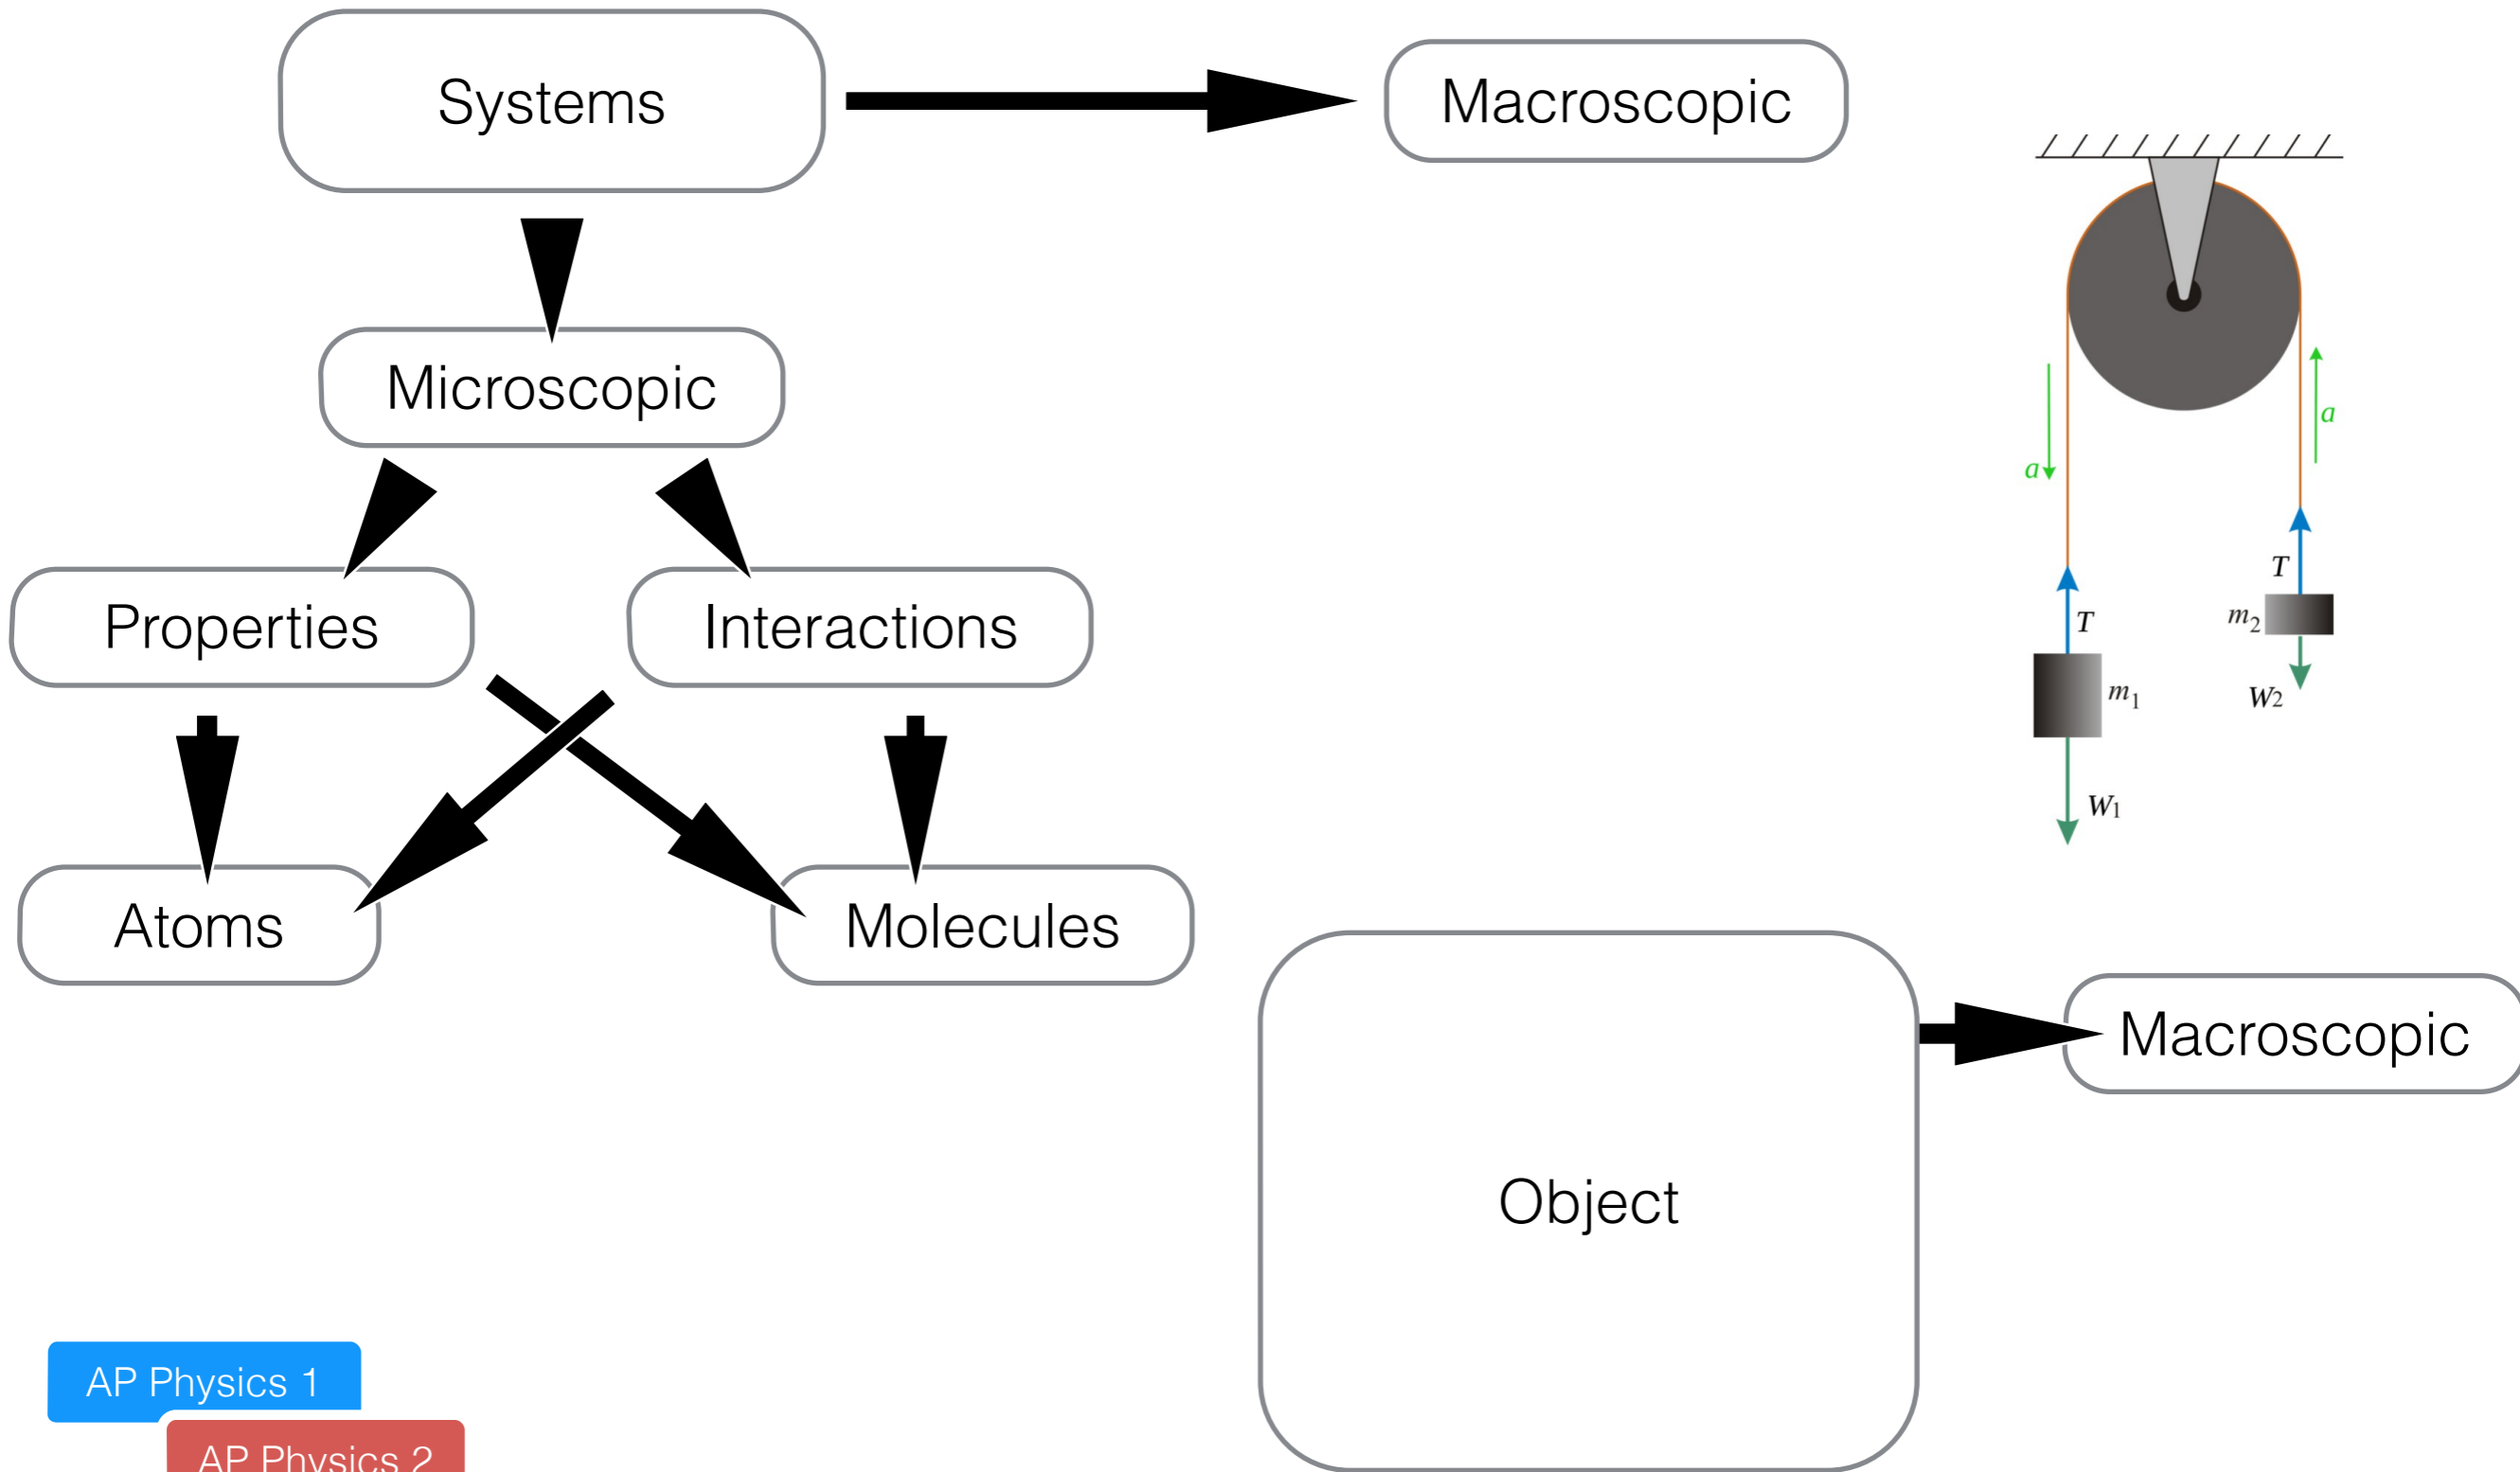 Systems
Macroscopic
Microscopic
Properties
Interactions
Atoms
Molecules
a
a
T
m2
T
m1
W2
W1
Object
Macroscopic
AP Physics 1
AP Physics 2